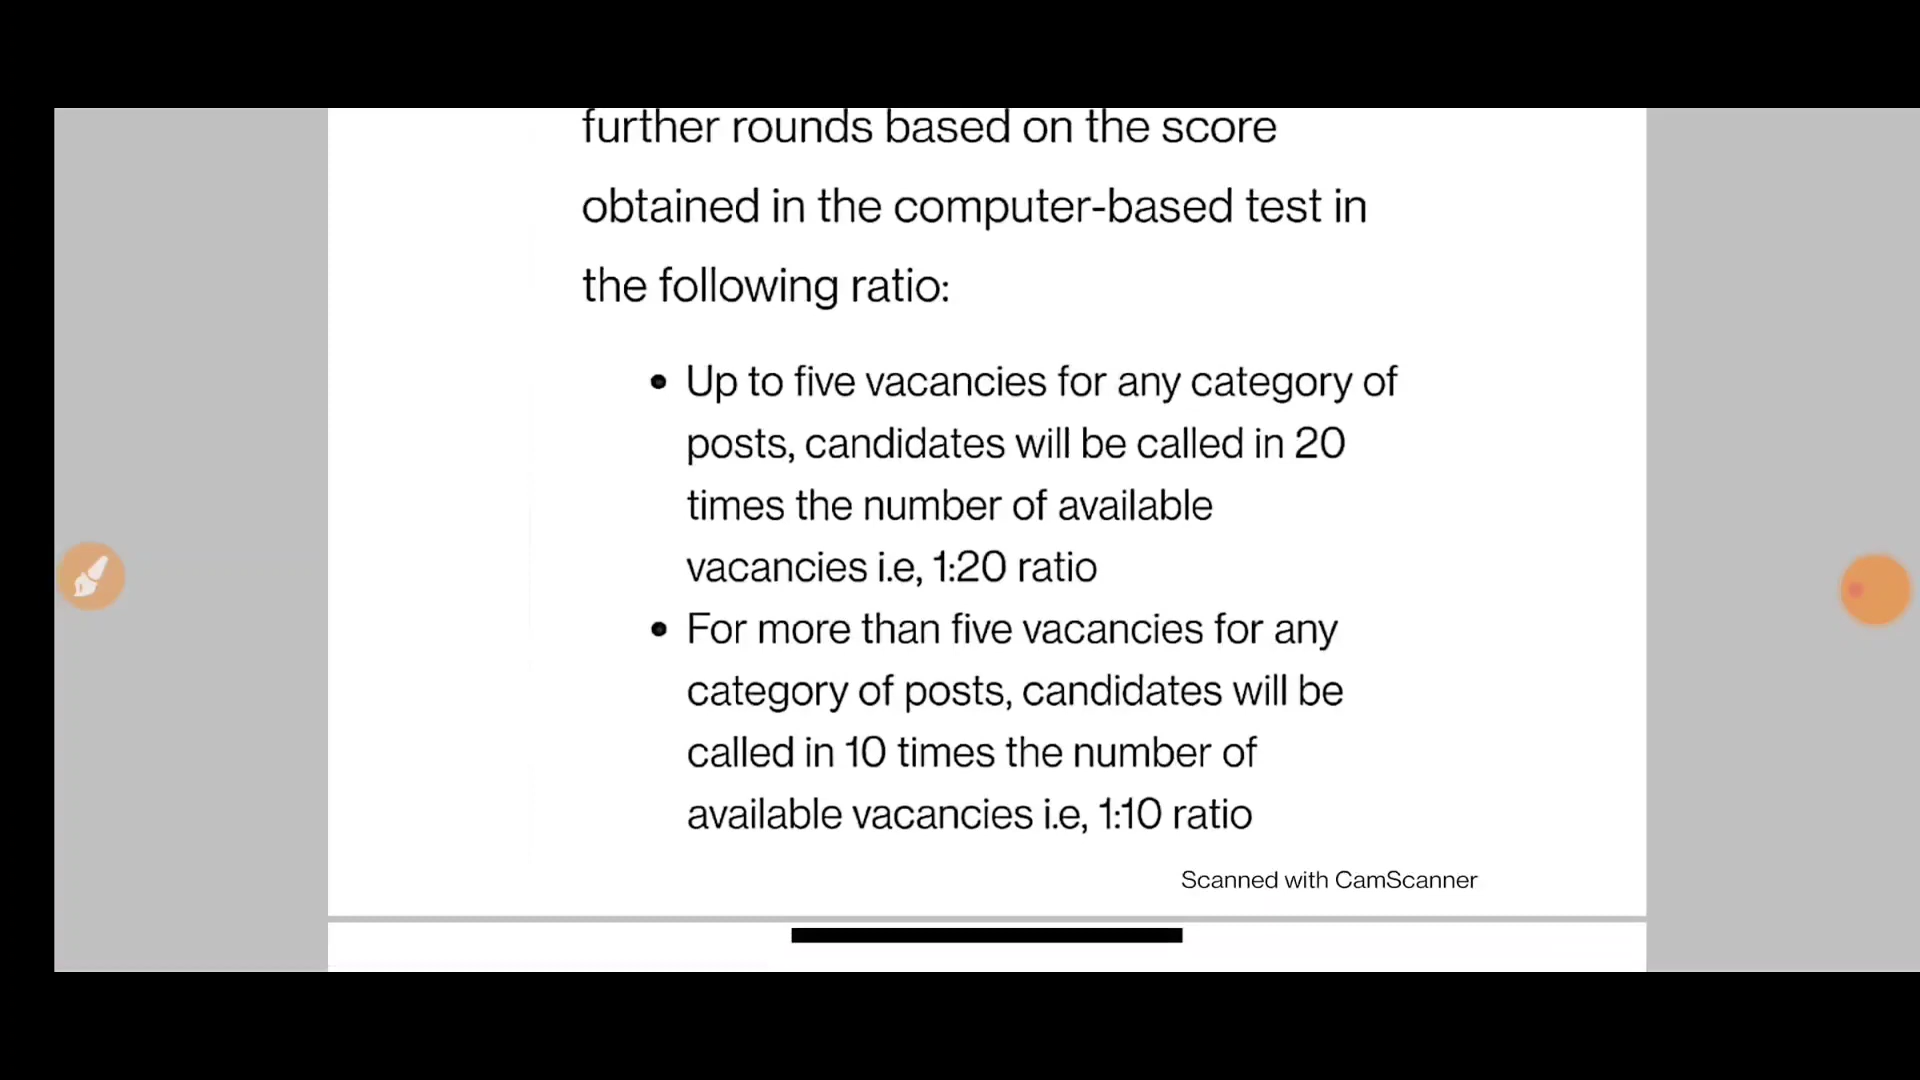 further rounds based on the score
obtained in the computer-based test in
the following ratio:
• Up to five vacancies for any category of
posts, candidates will be called in 20
times the number of available
vacancies i.e, 1:20 ratio
• For more than five vacancies for any
category of posts, candidates will be
called in 10 times the number of
available vacancies i.e, 1:10 ratio
Scanned with CamScanner